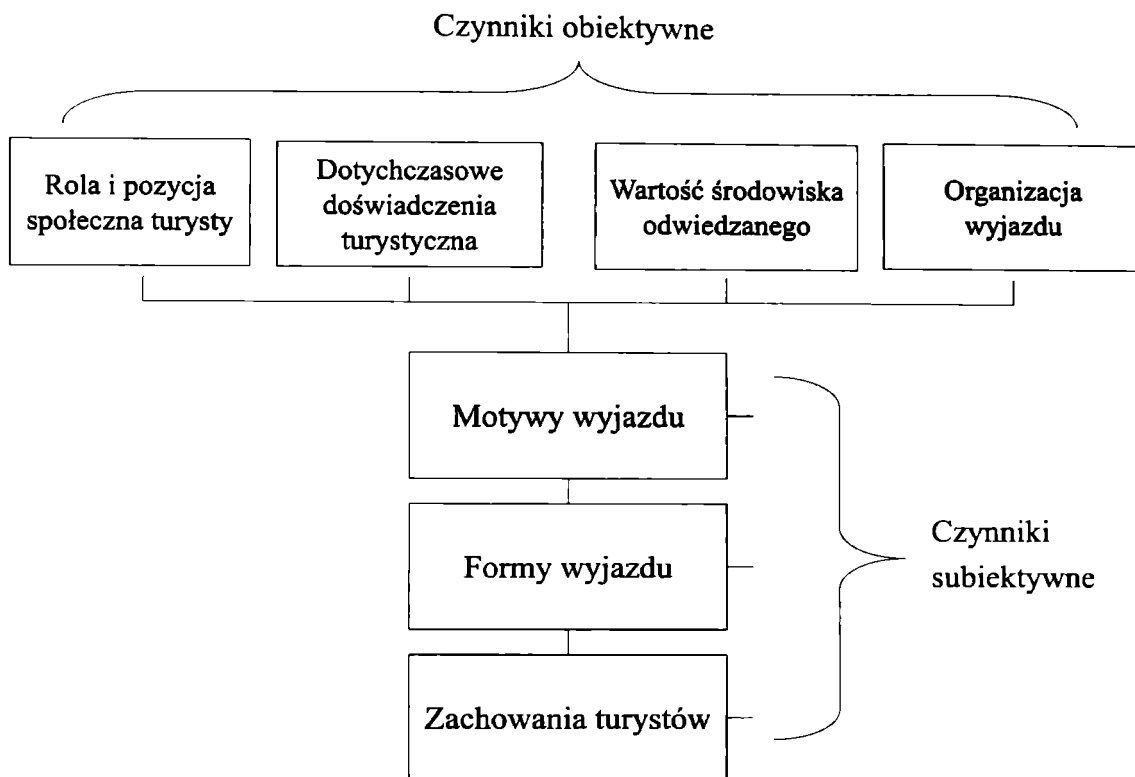 Czynniki obiektywne
Rola i pozycja
społeczna turysty
Dotychczasowe
doświadczenia
turystyczna
Wartość środowiska
odwiedzanego
Organizacja
wyjazdu
Motywy wyjazdu
Formy wyjazdu
Zachowania turystów
Czynniki
subiektywne